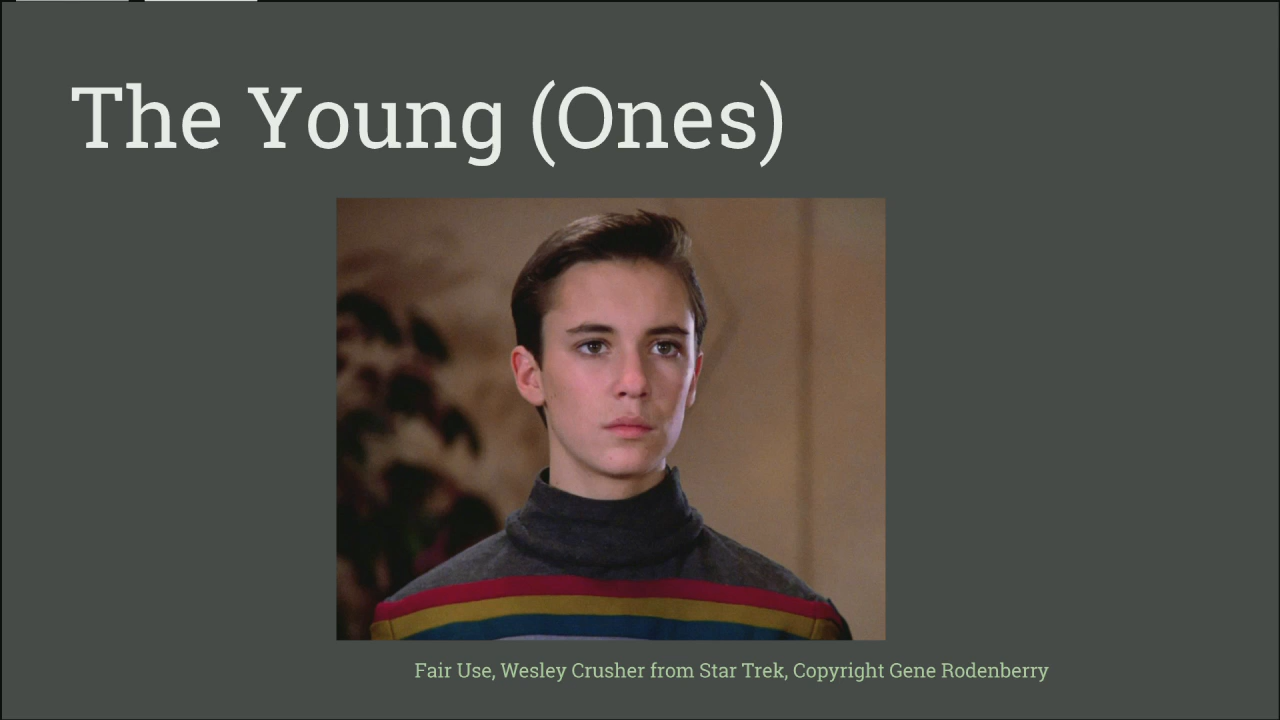 The Young (Ones)
Fair Use, Wesley Crusher from Star Trek, Copyright Gene Rodenberry